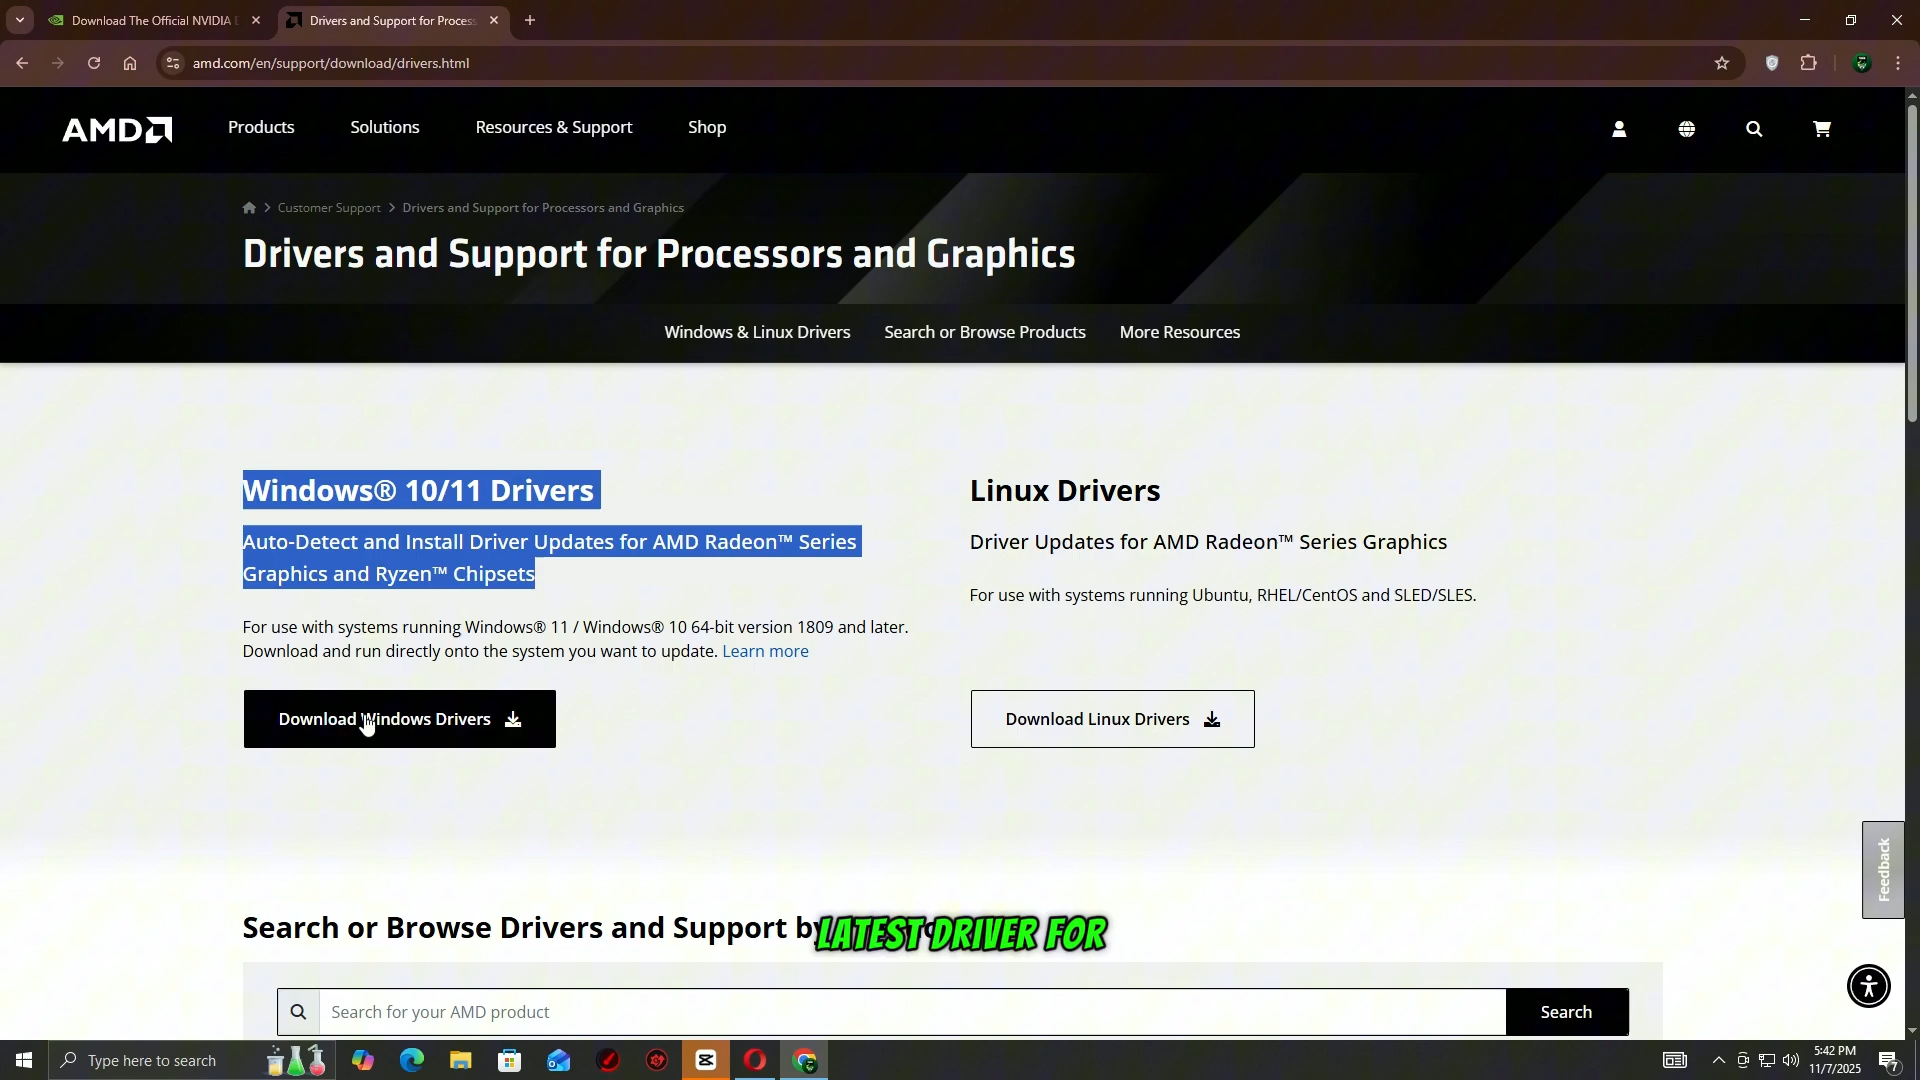 Download The Official NVIDIA
Drivers and Support for Process
amd.com/en/support/download/drivers.html
AMD
Products
Solutions
Resources & Support
Shop
Customer Support
Drivers and Support for Processors and Graphics
Drivers and Support for Processors and Graphics
Windows & Linux Drivers
Search or Browse Products
More Resources
Windows® 10/11 Drivers
Auto-Detect and Install Driver Updates for AMD Radeon™ Series
Graphics and Ryzen™ Chipsets
For use with systems running Windows® 11 / Windows® 10 64-bit version 1809 and later.
Download and run directly onto the system you want to update. Learn more
Download Windows Drivers
Linux Drivers
Driver Updates for AMD Radeon™ Series Graphics
For use with systems running Ubuntu, RHEL/CentOS and SLED/SLES.
Download Linux Drivers
Feedback
Search or Browse Drivers and Support
LATEST DRIVER FOR
Search for your AMD product
Search
Type here to search
5:42 PM
11/7/2025
7